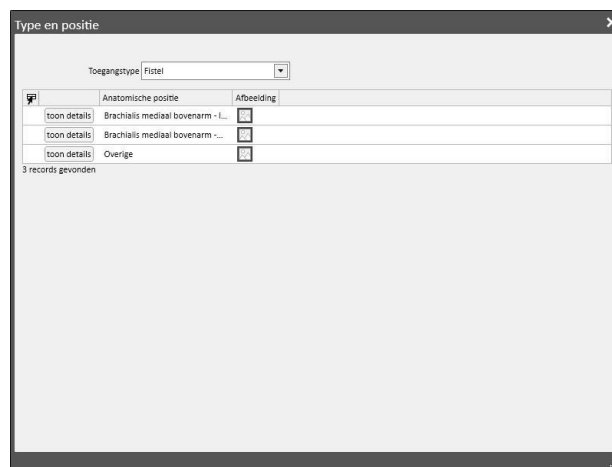 Type en positie
Toegangstype Fistel
Anatomische positie Afbeelding
toon details Brachialis mediaal bovenarm - l...
toon details Brachialis mediaal bovenarm -...
toon details Overige
3 records gevonden